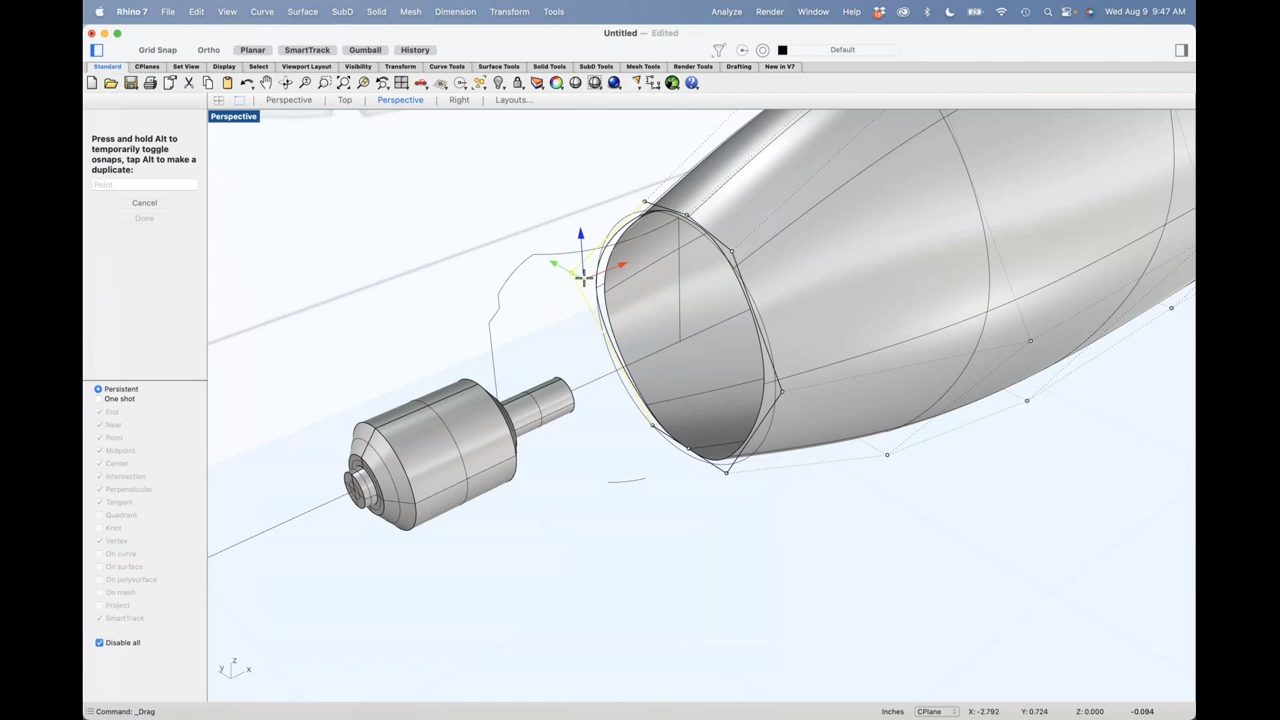 Rhino 7 File Edit View Curve Surface SubD Solid Mesh Dimension Transform Tools Analyze Render Window Help Wed Aug 9 9:47 AM
Untitled — Edited
Grid Snap Ortho Planar SmartTrack Gumball History Default
Standard CPlanes Set View Display Select Viewport Layout Visibility Transform Curve Tools Surface Tools Solid Tools SubD Tools Mesh Tools Render Tools Drafting New in V7
Perspective Top Perspective Right Layouts...
Perspective
Press and hold Alt to
temporarily toggle
osnaps, tap Alt to make a
duplicate:
Point
Cancel
Done
Persistent
One shot
End
Near
Point
Midpoint
Center
Intersection
Perpendicular
Tangent
Quadrant
Knot
Vertex
On curve
On surface
On polysurface
On mesh
Project
SmartTrack
Disable all
z
y x
Command: _Drag Inches CPlane X: -2.792 Y: 0.724 Z: 0.000 -0.094